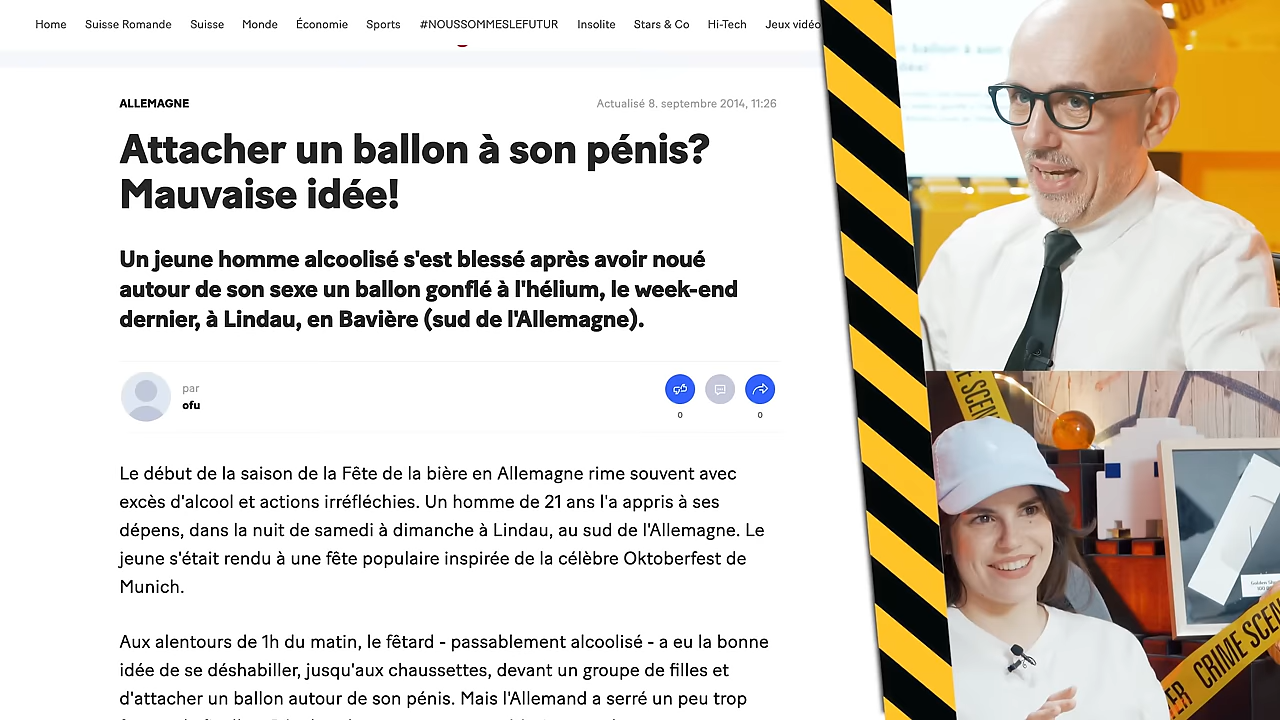 Home Suisse Romande Suisse Monde Économie Sports #NOUSSOMMESLEFUTUR Insolite Stars & Co Hi-Tech Jeux vidéo
ALLEMAGNE
Actualisé 8. septembre 2014, 11:26
Attacher un ballon à son pénis?
Mauvaise idée!
Un jeune homme alcoolisé s'est blessé après avoir noué
autour de son sexe un ballon gonflé à l'hélium, le week-end
dernier, à Lindau, en Bavière (sud de l'Allemagne).
par
ofu
0
0
Le début de la saison de la Fête de la bière en Allemagne rime souvent avec
excès d'alcool et actions irréfléchies. Un homme de 21 ans l'a appris à ses
dépens, dans la nuit de samedi à dimanche à Lindau, au sud de l'Allemagne. Le
jeune s'était rendu à une fête populaire inspirée de la célèbre Oktoberfest de
Munich.
Aux alentours de 1h du matin, le fêtard - passablement alcoolisé - a eu la bonne
idée de se déshabiller, jusqu'aux chaussettes, devant un groupe de filles et
d'attacher un ballon autour de son pénis. Mais l'Allemand a serré un peu trop
CRIME SCEN
CRIME SCEN